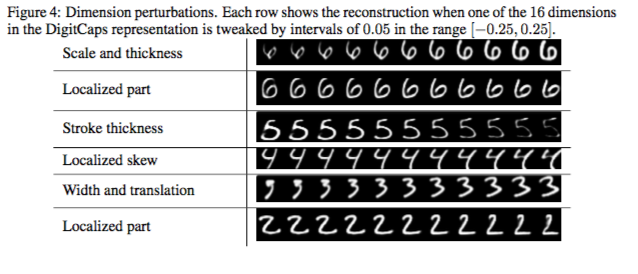 Figure 4: Dimension perturbations. Each row shows the reconstruction when one of the 16 dimensions
in the DigitCaps representation is tweaked by intervals of 0.05 in the range [−0.25, 0.25].
Scale and thickness 6 6 6 6 6 6 6 6 6 6 6
Localized part 6 6 6 6 6 6 6 6 6 6 6
Stroke thickness 5 5 5 5 5 5 5 5 5 5 5
Localized skew 4 4 4 4 4 4 4 4 4 4 4
Width and translation 3 3 3 3 3 3 3 3 3 3 3
Localized part 2 2 2 2 2 2 2 2 2 2 2